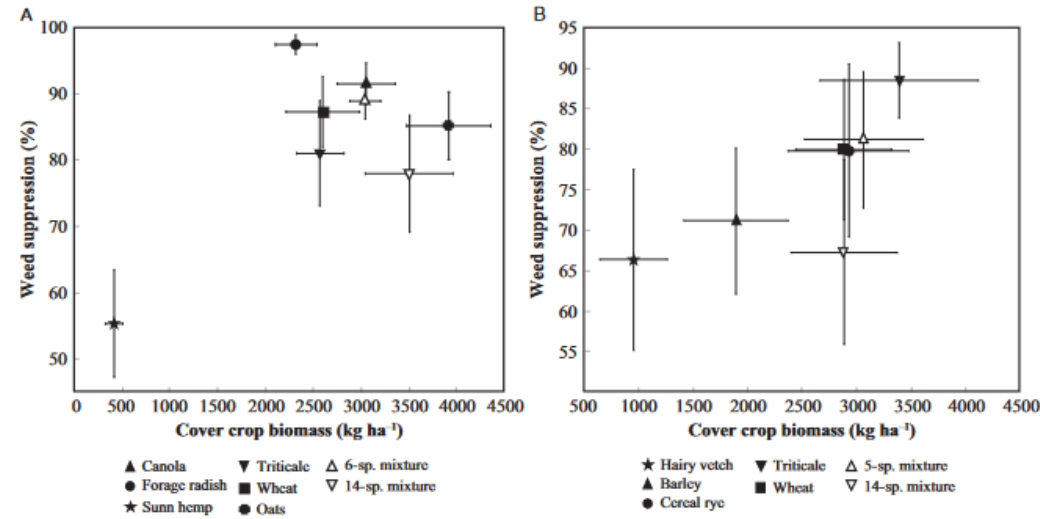 A
100
90
80
70
60
50
Weed suppression (%)
0 500 1000 1500 2000 2500 3000 3500 4000 4500
Cover crop biomass (kg ha⁻¹)
Canola Triticale 6-sp. mixture
Forage radish Wheat 14-sp. mixture
Sunn hemp Oats
B
95
90
85
80
75
70
65
60
55
Weed suppression (%)
500 1000 1500 2000 2500 3000 3500 4000 4500
Cover crop biomass (kg ha⁻¹)
Hairy vetch Triticale 5-sp. mixture
Barley Wheat 14-sp. mixture
Cereal rye